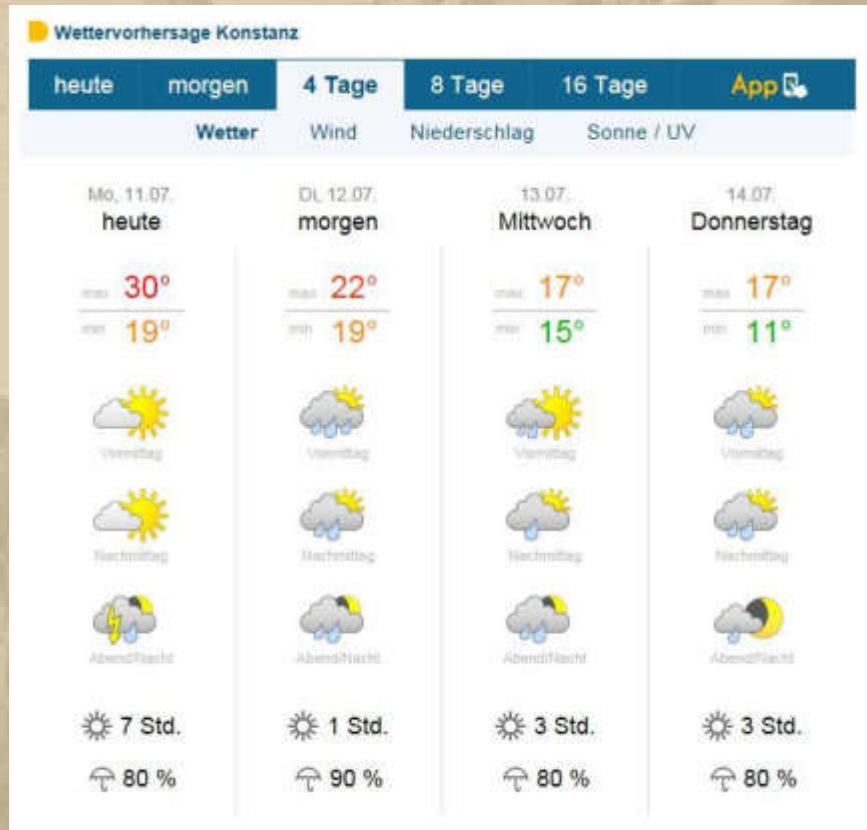 Wettervorhersage Konstanz
heute morgen 4 Tage 8 Tage 16 Tage App
Wetter Wind Niederschlag Sonne / UV
Mo, 11.07. Di, 12.07. 13.07. 14.07.
heute morgen Mittwoch Donnerstag
max 30° max 22° max 17° max 17°
min 19° min 19° min 15° min 11°
Vormittag Vormittag Vormittag Vormittag
Nachmittag Nachmittag Nachmittag Nachmittag
Abend/Nacht Abend/Nacht Abend/Nacht Abend/Nacht
7 Std. 1 Std. 3 Std. 3 Std.
80 % 90 % 80 % 80 %